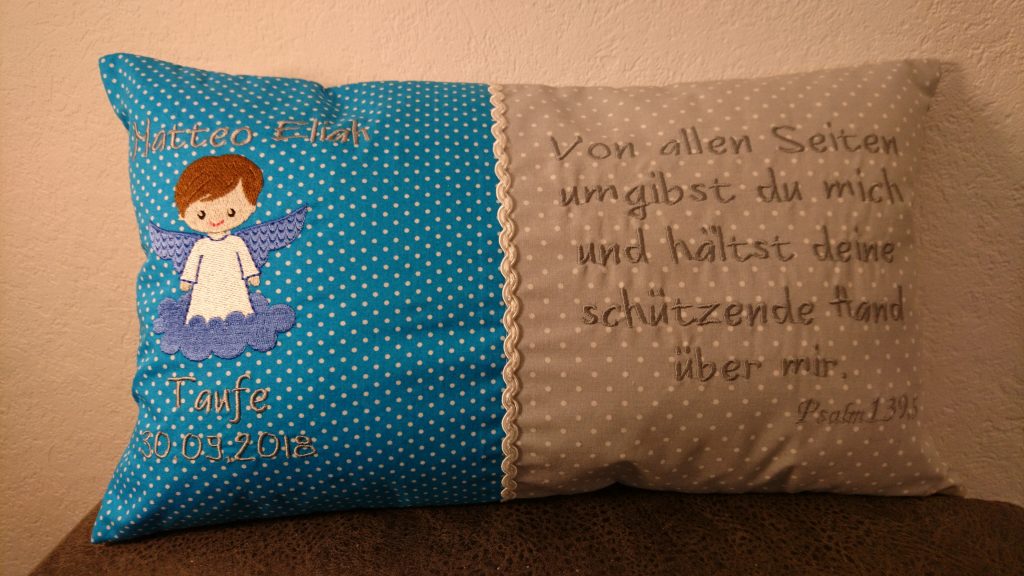 Matteo Eliah
Taufe
30.09.2018
Von allen Seiten
umgibst du mich
und hältst deine
schützende Hand
über mir.
Psalm 139,5